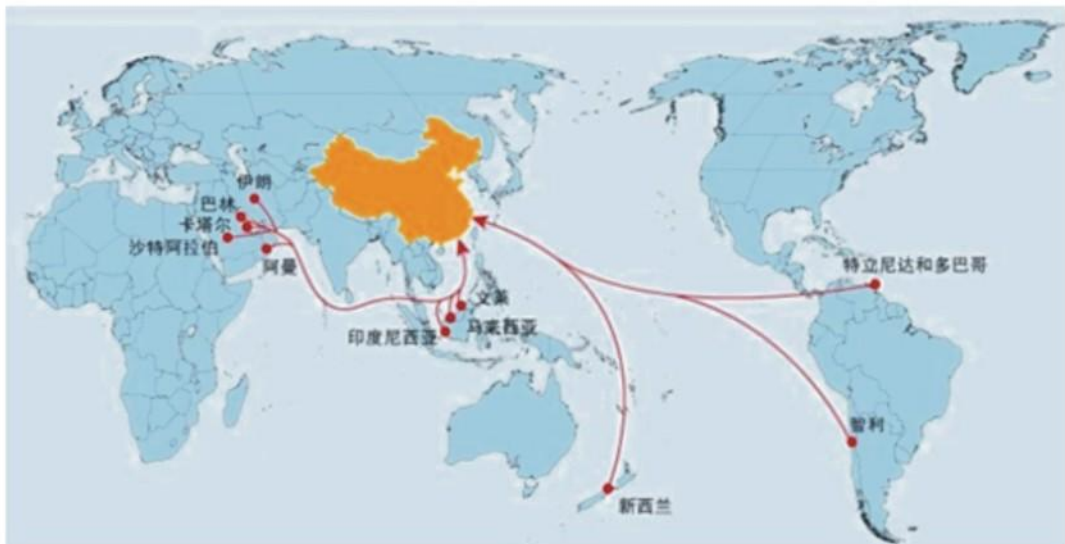 伊朗
巴林
卡塔尔
沙特阿拉伯
阿曼
文莱
马来西亚
印度尼西亚
特立尼达和多巴哥
智利
新西兰